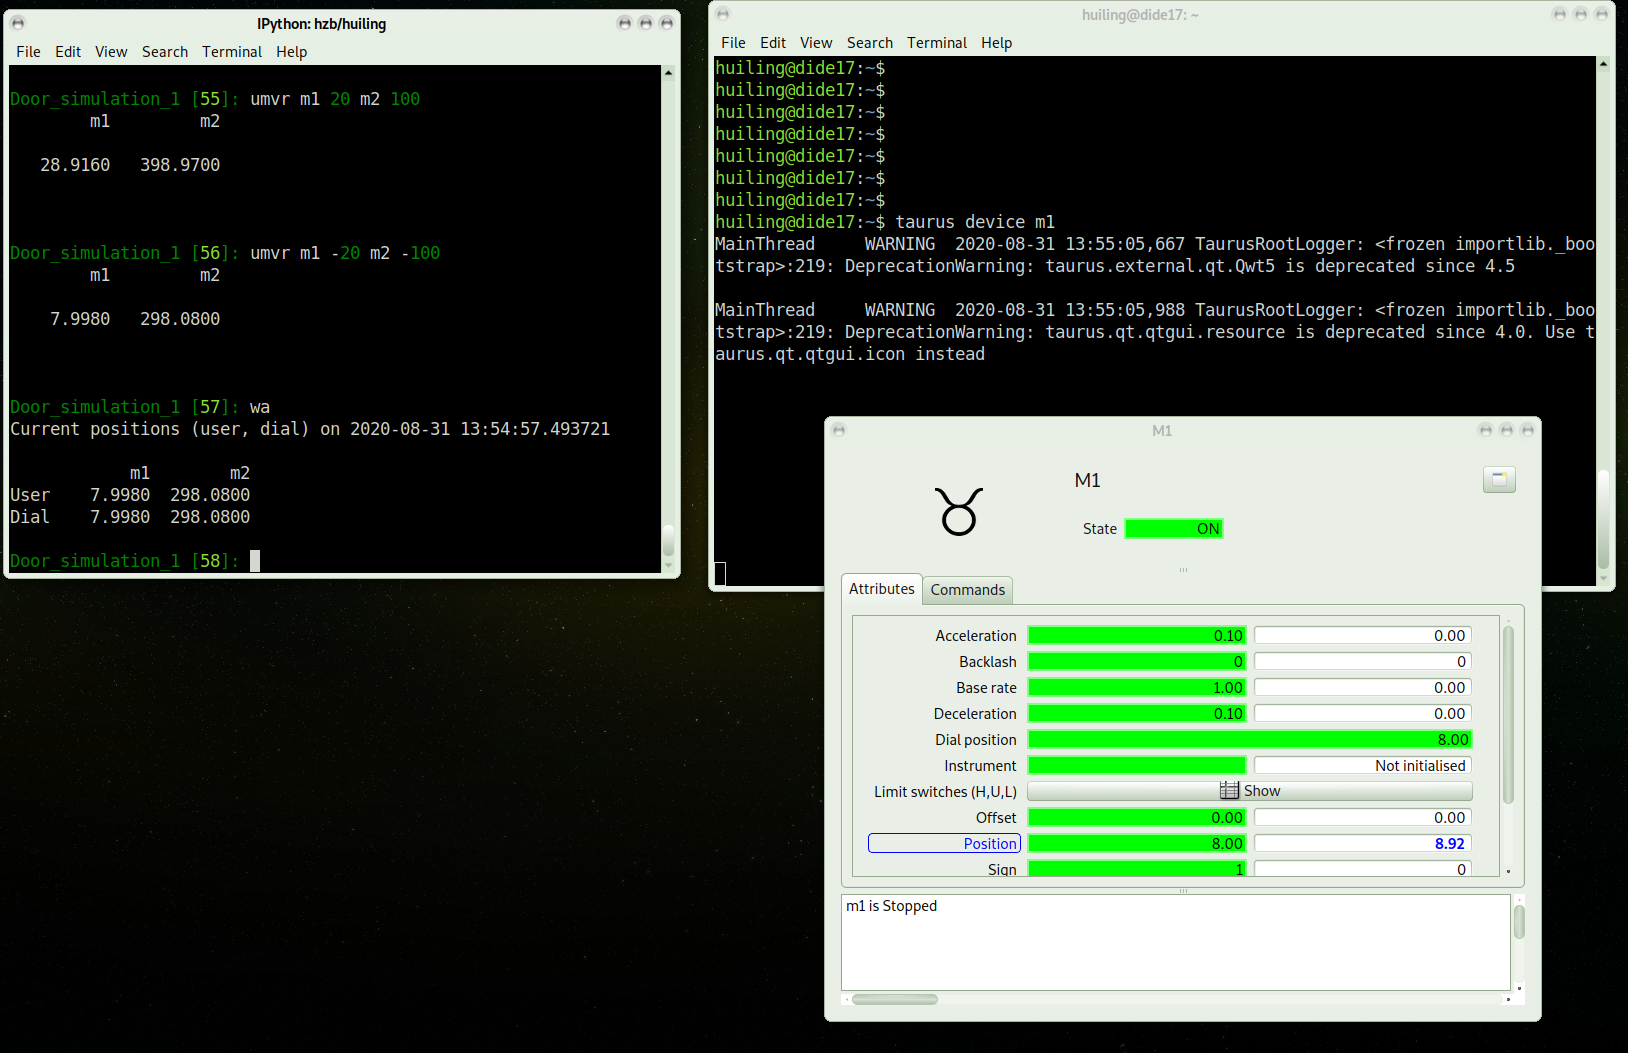 IPython: hzb/huiling
File Edit View Search Terminal Help
Door_simulation_1 [55]: umvr m1 20 m2 100
m1 m2
28.9160 398.9700
Door_simulation_1 [56]: umvr m1 -20 m2 -100
m1 m2
7.9980 298.0800
Door_simulation_1 [57]: wa
Current positions (user, dial) on 2020-08-31 13:54:57.493721
m1 m2
User 7.9980 298.0800
Dial 7.9980 298.0800
Door_simulation_1 [58]:
huiling@dide17: ~
File Edit View Search Terminal Help
huiling@dide17:~$
huiling@dide17:~$
huiling@dide17:~$
huiling@dide17:~$
huiling@dide17:~$
huiling@dide17:~$
huiling@dide17:~$
huiling@dide17:~$ taurus device m1
MainThread WARNING 2020-08-31 13:55:05,667 TaurusRootLogger: <frozen importlib._boo
tstrap>:219: DeprecationWarning: taurus.external.qt.Qwt5 is deprecated since 4.5
MainThread WARNING 2020-08-31 13:55:05,988 TaurusRootLogger: <frozen importlib._boo
tstrap>:219: DeprecationWarning: taurus.qt.qtgui.resource is deprecated since 4.0. Use t
aurus.qt.qtgui.icon instead
M1
M1
State ON
Attributes Commands
Acceleration 0.10 0.00
Backlash 0 0
Base rate 1.00 0.00
Deceleration 0.10 0.00
Dial position 8.00
Instrument Not initialised
Limit switches (H,U,L) Show
Offset 0.00 0.00
Position 8.00 8.92
Sign 1 0
m1 is Stopped